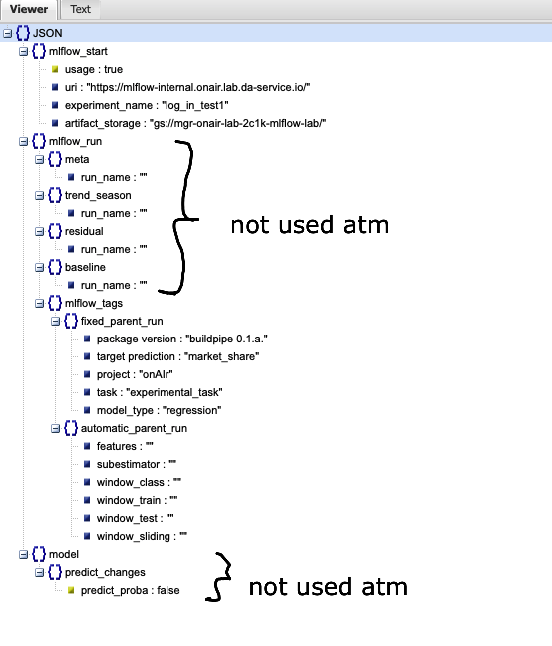 Viewer Text
JSON
mlflow_start
usage : true
uri : "https://mlflow-internal.onair.lab.da-service.io/"
experiment_name : "log_in_test1"
artifact_storage : "gs://mgr-onair-lab-2c1k-mlflow-lab/"
mlflow_run
meta
run_name : ""
trend_season
run_name : ""
not used atm
residual
run_name : ""
baseline
run_name : ""
mlflow_tags
fixed_parent_run
package version : "buildpipe 0.1.a."
target prediction : "market_share"
project : "onAIr"
task : "experimental_task"
model_type : "regression"
automatic_parent_run
features : ""
subestimator : ""
window_class : ""
window_train : ""
window_test : ""
window_sliding : ""
model
predict_changes
predict_proba : false
not used atm